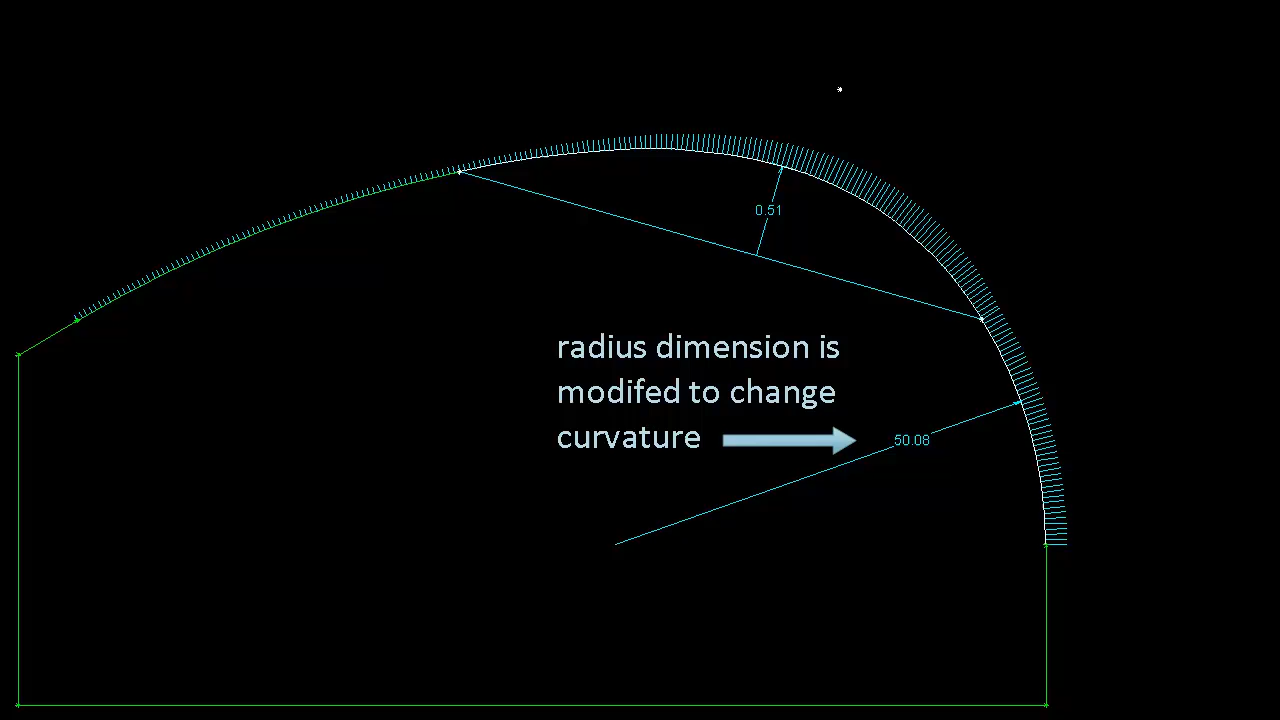 0.51
radius dimension is
modifed to change
curvature
50.08